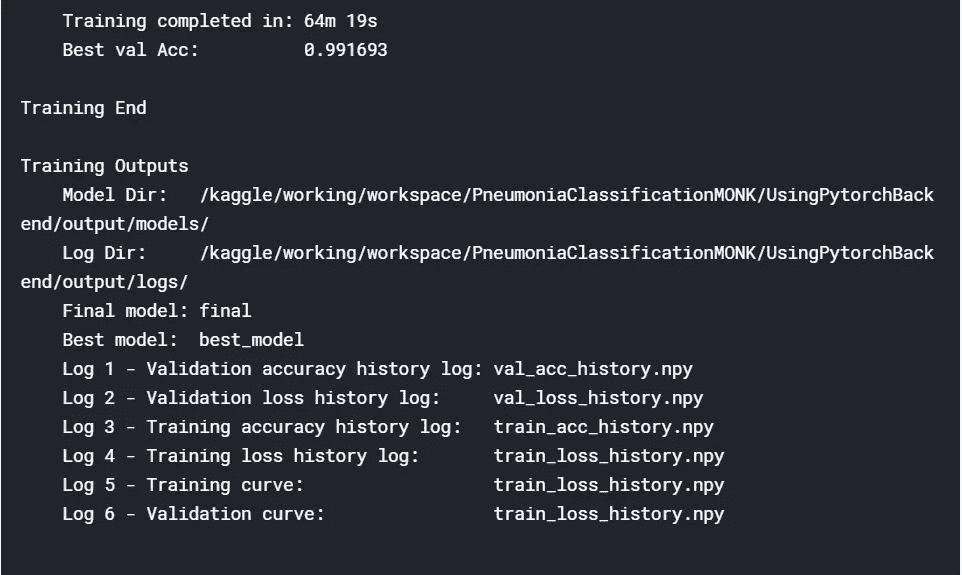 Training completed in: 64m 19s
Best val Acc: 0.991693
Training End
Training Outputs
Model Dir: /kaggle/working/workspace/PneumoniaClassificationMONK/UsingPytorchBack
end/output/models/
Log Dir: /kaggle/working/workspace/PneumoniaClassificationMONK/UsingPytorchBack
end/output/logs/
Final model: final
Best model: best_model
Log 1 - Validation accuracy history log: val_acc_history.npy
Log 2 - Validation loss history log: val_loss_history.npy
Log 3 - Training accuracy history log: train_acc_history.npy
Log 4 - Training loss history log: train_loss_history.npy
Log 5 - Training curve: train_loss_history.npy
Log 6 - Validation curve: train_loss_history.npy